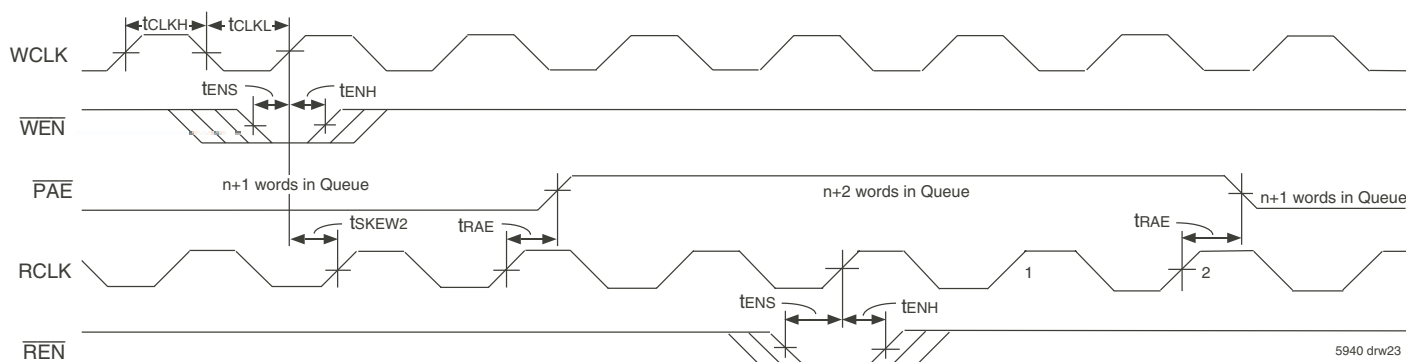 tCLKH
tCLKL
WCLK
tENS
tENH
WEN
PAE
n+1 words in Queue
n+2 words in Queue
n+1 words in Queue
tSKEW2
tRAE
tRAE
RCLK
1
2
tENS
tENH
REN
5940 drw23